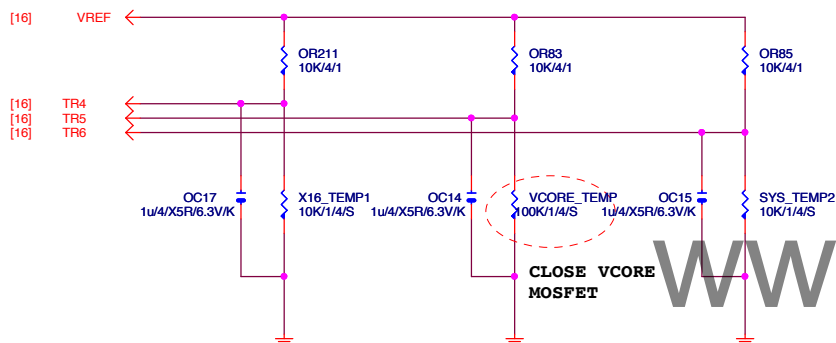 [16] VREF
OR211
10K/4/1
OR83
10K/4/1
OR85
10K/4/1
[16] TR4
[16] TR5
[16] TR6
OC17
1u/4/X5R/6.3V/K
X16_TEMP1
10K/1/4/S
OC14
1u/4/X5R/6.3V/K
VCORE_TEMP
100K/1/4/S
OC15
1u/4/X5R/6.3V/K
SYS_TEMP2
10K/1/4/S
CLOSE VCORE
MOSFET
WW